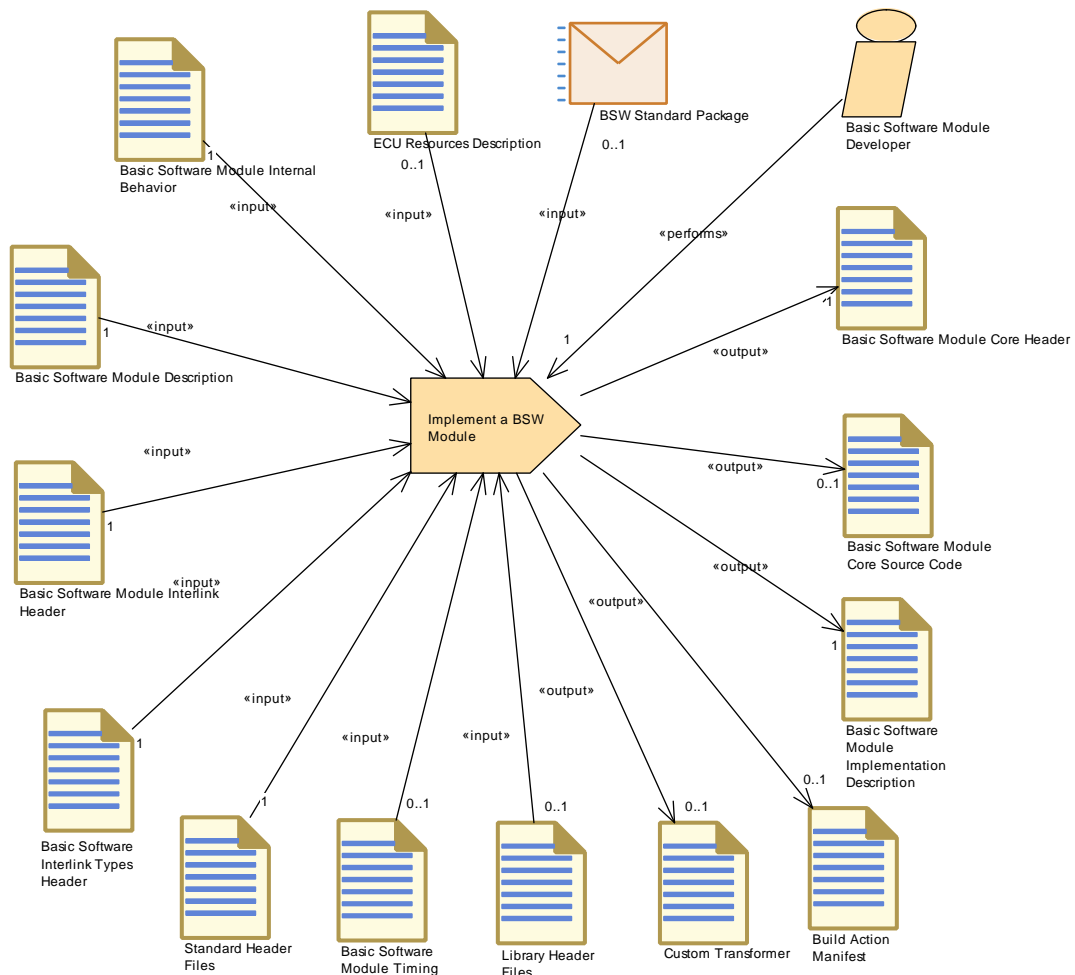 ECU Resources Description
0..1
BSW Standard Package
0..1
Basic Software Module
Developer
1
Basic Software Module Internal
Behavior
«input»
«input»
«input»
«performs»
1
Basic Software Module Core Header
«input»
1
Basic Software Module Description
1
«output»
Implement a BSW
Module
«input»
1
Basic Software Module Interlink
Header
«output»
0..1
Basic Software Module
Core Source Code
«input»
«output»
1
Basic Software
Module
Implementation
Description
«output»
«input»
«output»
«input»
«input»
1
Basic Software
Interlink Types
Header
1
Standard Header
Files
0..1
Basic Software
Module Timing
0..1
Library Header
Files
0..1
Custom Transformer
0..1
Build Action
Manifest